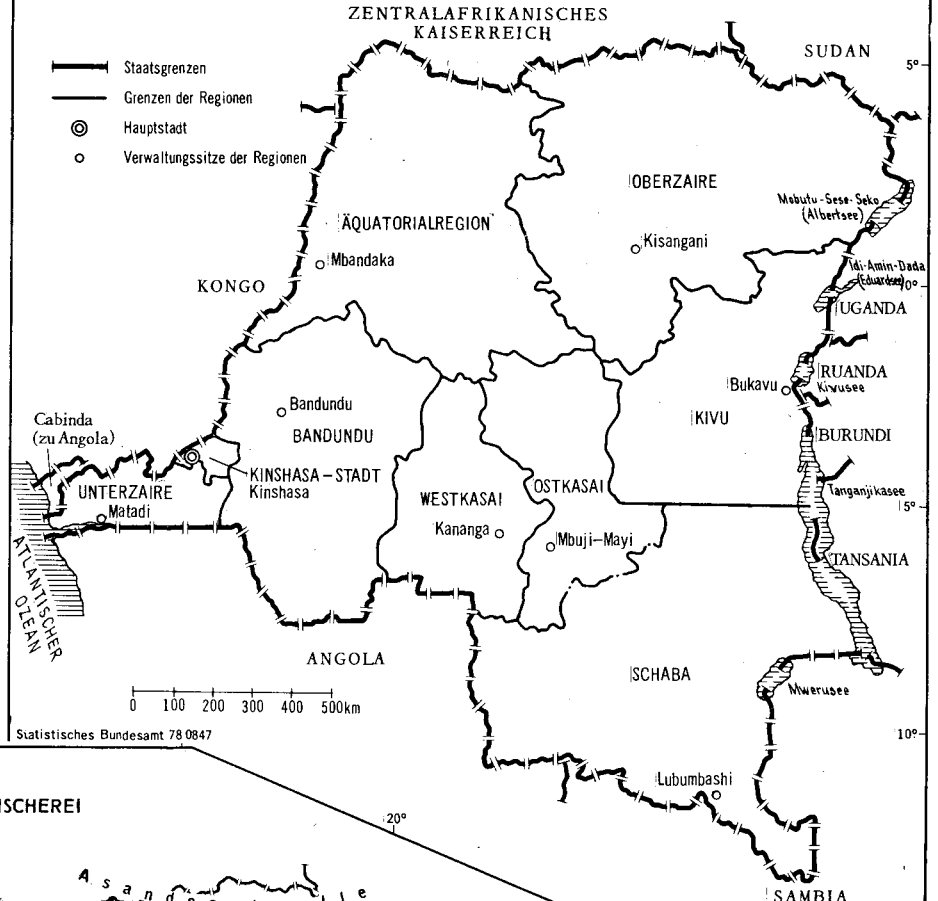 ZENTRALAFRIKANISCHES
KAISERREICH
SUDAN
5°
Staatsgrenzen
Grenzen der Regionen
Hauptstadt
Verwaltungssitze der Regionen
OBERZAIRE
Mobutu-Sese-Seko
(Albertsee)
ÄQUATORIALREGION
Kisangani
Mbandaka
KONGO
Idi-Amin-Dada
(Eduardsee)
0°
UGANDA
RUANDA
Kiwusee
Bukavu
Bandundu
KIVU
BANDUNDU
BURUNDI
Cabinda
(zu Angola)
KINSHASA-STADT
Kinshasa
UNTERZAIRE
Matadi
WESTKASAI
OSTKASAI
Tanganjikasee
5°
Kananga
Mbuji-Mayi
TANSANIA
ATLANTISCHER
OZEAN
ANGOLA
SCHABA
Mwerusee
0 100 200 300 400 500km
Statistisches Bundesamt 78 0847
10°
Lubumbashi
ISCHEREI
20°
SAMBIA